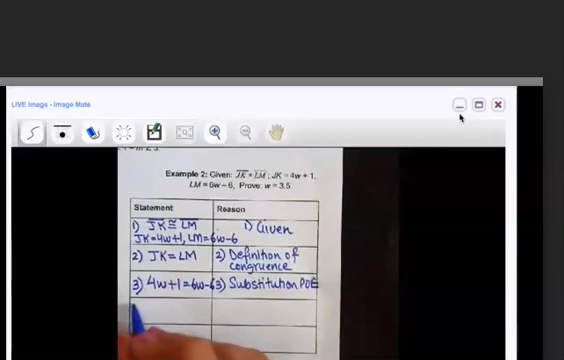 LIVE Image - Image Mate
Example 2: Given: JK ≅ LM; JK = 4w + 1,
LM = 6w – 6, Prove: w = 3.5
Statement Reason
1) JK ≅ LM 1) Given
JK=4w+1, LM=6w-6
2) JK=LM 2) Definition of
congruence
3) 4w+1=6w-6 3) Substitution POE